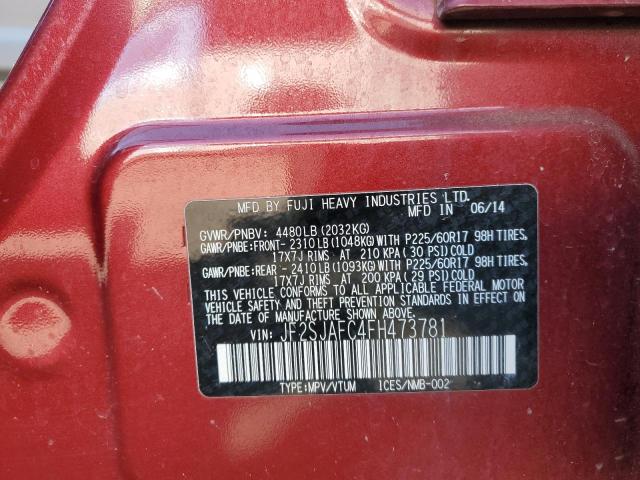 MFD BY FUJI HEAVY INDUSTRIES LTD.
MFD IN 06/14
GVWR/PNBV: 4480LB (2032KG)
GAWR/PNBE:FRONT- 2310LB (1048KG)WITH P225/60R17 98H TIRES.
17X7J RIMS AT 210 KPA ( 30 PSI) COLD
GAWR/PNBE:REAR - 2410LB (1093KG)WITH P225/60R17 98H TIRES.
17X7J RIMS AT 200 KPA (29 PSI) COLD
THIS VEHICLE CONFORMS TO ALL APPLICABLE FEDERAL MOTOR
VEHICLE SAFETY AND THEFT PREVENTION STANDARDS IN EFFECT ON
THE DATE OF MANUFACTURE SHOWN ABOVE.
VIN: JF2SJAFC4FH473781
TYPE:MPV/VTUM 1CES/NMB-002